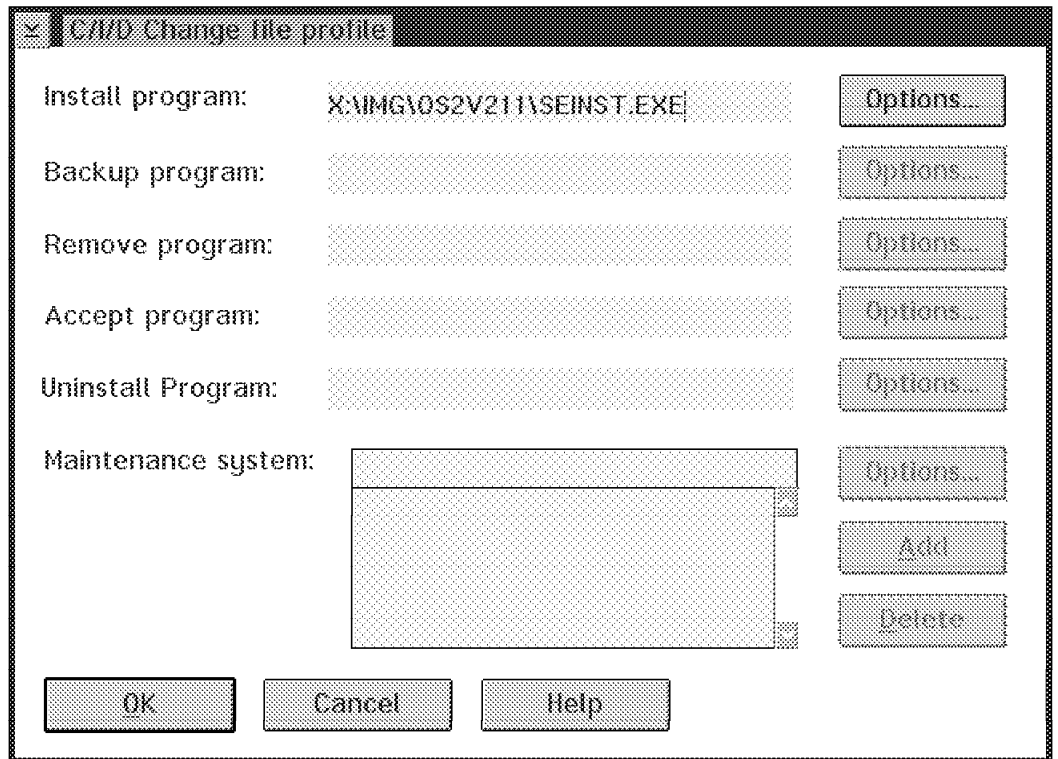 C/I/D Change file profile
Install program: X:\IMG\OS2V211\SEINST.EXE Options...
Backup program: Options...
Remove program: Options...
Accept program: Options...
Uninstall Program: Options...
Maintenance system: Options...
Add
Delete
OK Cancel Help